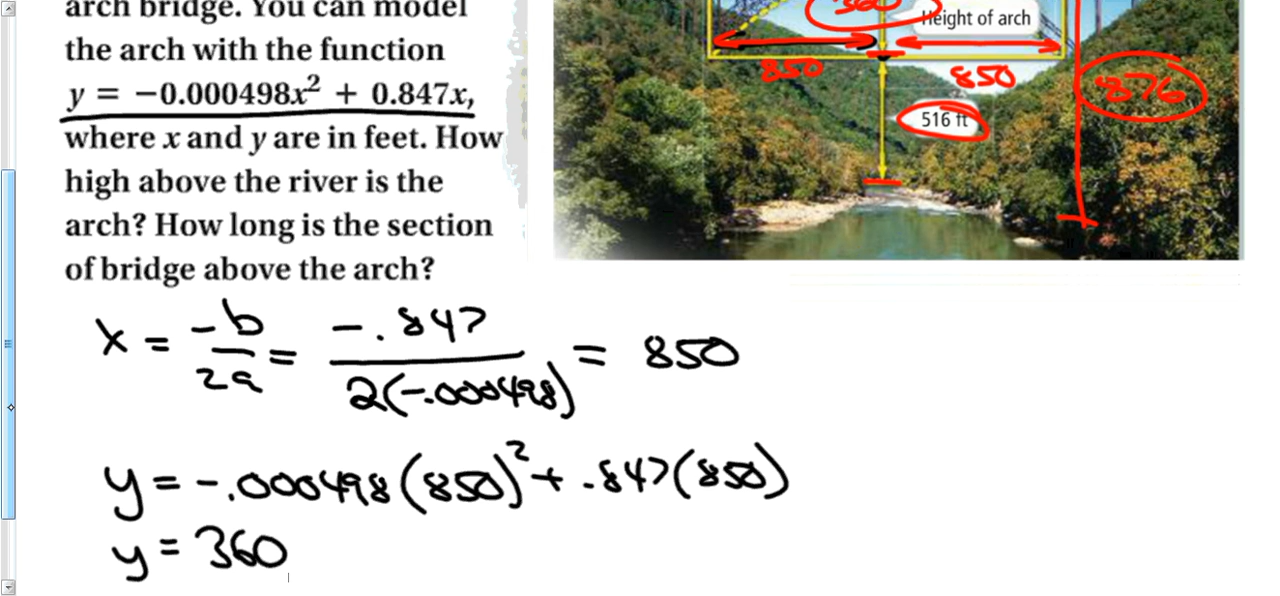 arch bridge. You can model
the arch with the function
y = −0.000498x² + 0.847x,
where x and y are in feet. How
high above the river is the
arch? How long is the section
of bridge above the arch?
360
Height of arch
850
850
876
516 ft
x = -b/2a = -.847/2(-.000498) = 850
y = -.000498(850)² + .847(850)
y = 360